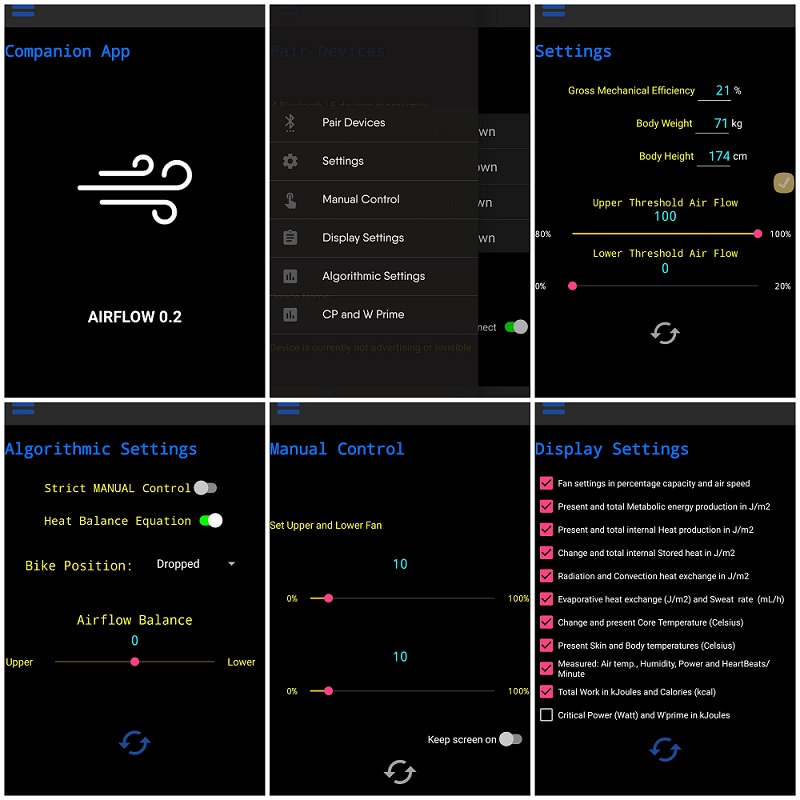 Companion App
AIRFLOW 0.2
Pair Devices
Pair Devices
Settings
Manual Control
Display Settings
Algorithmic Settings
CP and W Prime
wn
own
wn
wn
nect
Device is currently not advertising or invisible
Settings
Gross Mechanical Efficiency 21 %
Body Weight 71 kg
Body Height 174 cm
Upper Threshold Air Flow
100
80% 100%
Lower Threshold Air Flow
0
0% 20%
Algorithmic Settings
Strict MANUAL Control
Heat Balance Equation
Bike Position: Dropped
Airflow Balance
0
Upper Lower
Manual Control
Set Upper and Lower Fan
10
0% 100%
10
0% 100%
Keep screen on
Display Settings
Fan settings in percentage capacity and air speed
Present and total Metabolic energy production in J/m2
Present and total internal Heat production in J/m2
Change and total internal Stored heat in J/m2
Radiation and Convection heat exchange in J/m2
Evaporative heat exchange (J/m2) and Sweat rate (mL/h)
Change and present Core Temperature (Celsius)
Present Skin and Body temperatures (Celsius)
Measured: Air temp., Humidity, Power and HeartBeats/
Minute
Total Work in kJoules and Calories (kcal)
Critical Power (Watt) and W'prime in kJoules